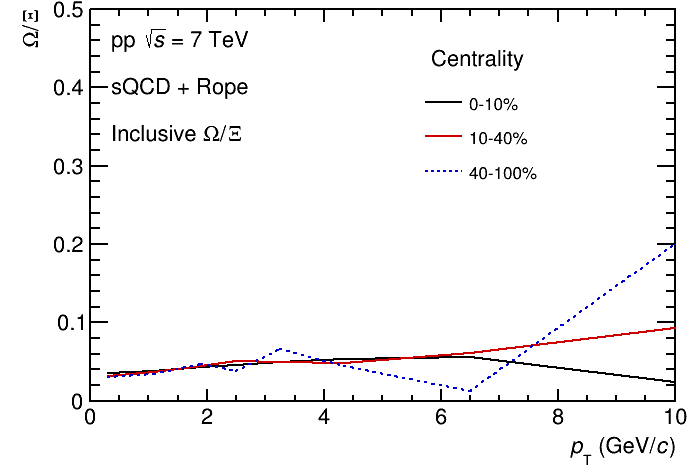 Ω/Ξ
0.5
0.4
0.3
0.2
0.1
0
pp √s = 7 TeV
sQCD + Rope
Inclusive Ω/Ξ
Centrality
0-10%
10-40%
40-100%
0 2 4 6 8 10
p_T (GeV/c)